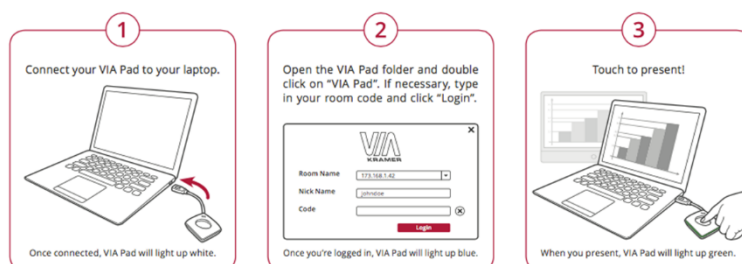 1
Connect your VIA Pad to your laptop.
Once connected, VIA Pad will light up white.
2
Open the VIA Pad folder and double
click on “VIA Pad”. If necessary, type
in your room code and click “Login”.
VIA
KRAMER
Room Name 173.168.1.42
Nick Name johndoe
Code
Login
Once you're logged in, VIA Pad will light up blue.
3
Touch to present!
When you present, VIA Pad will light up green.